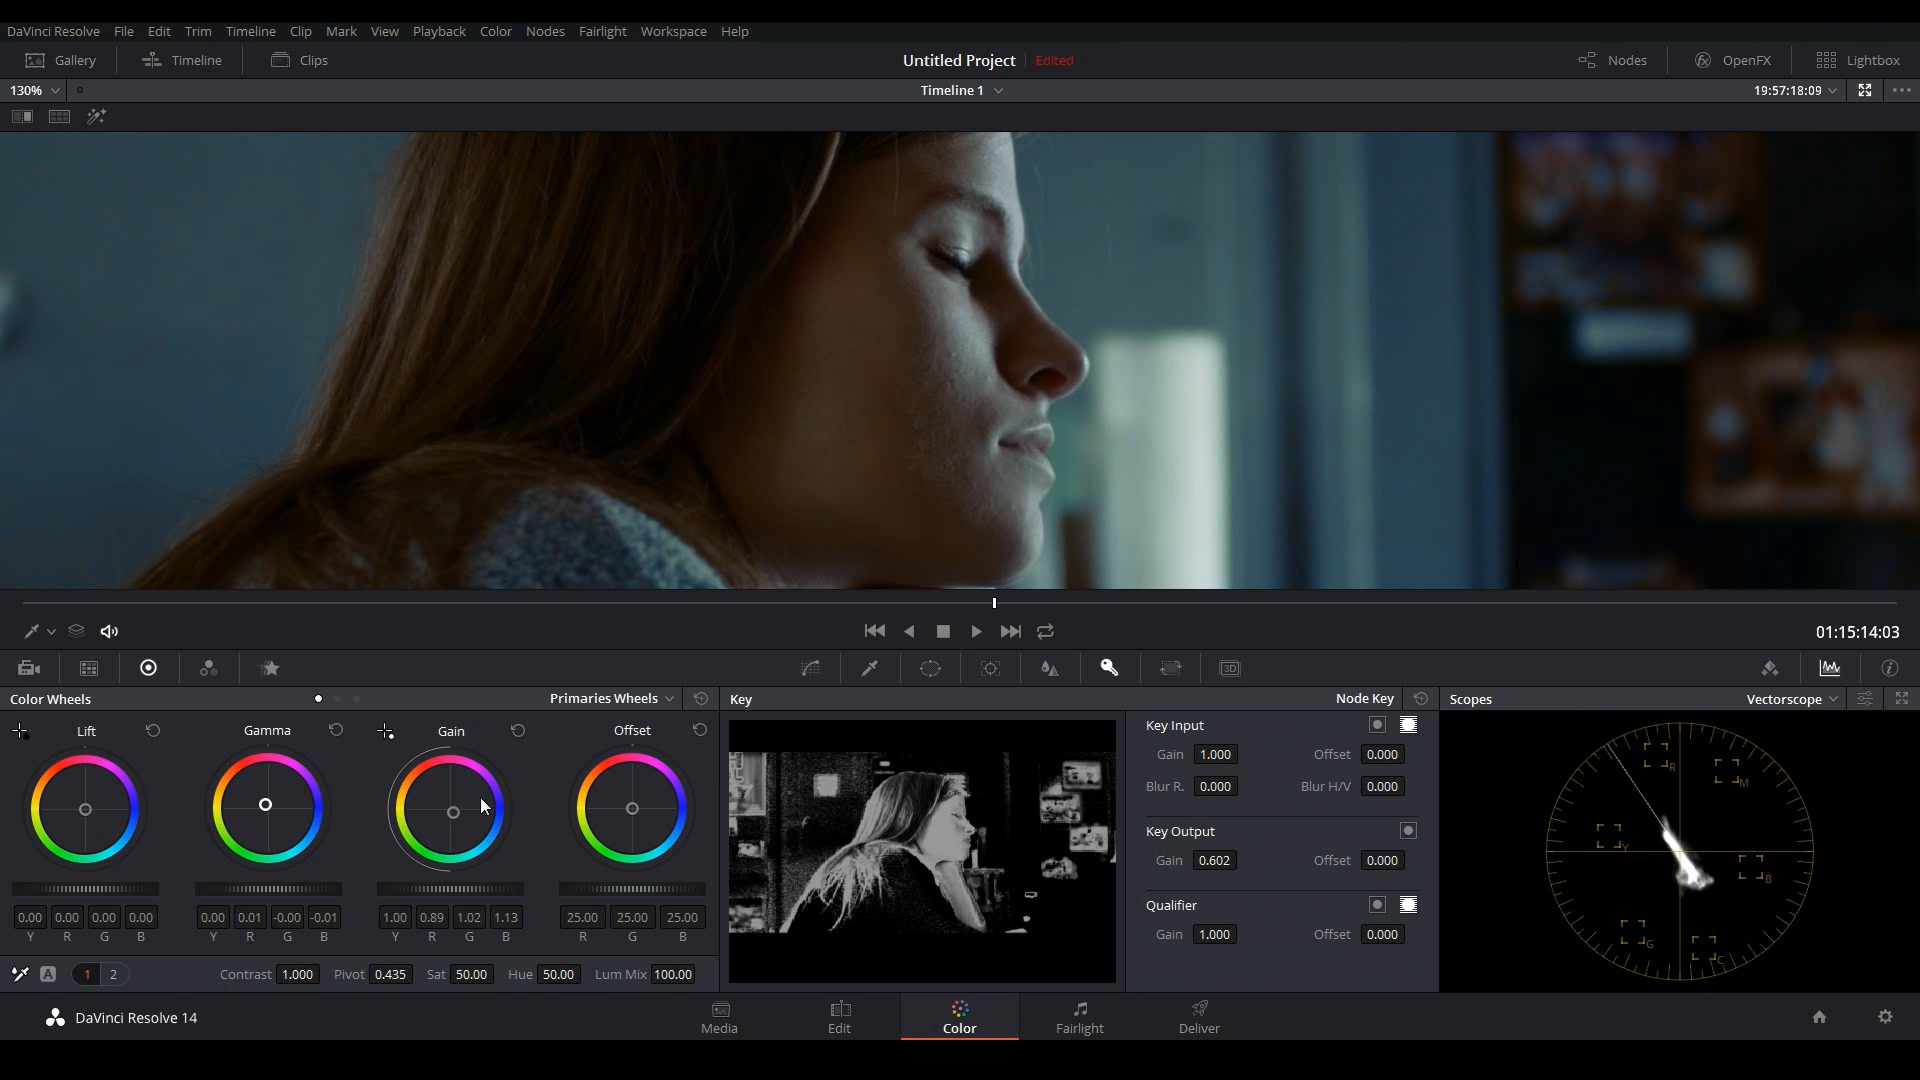 DaVinci Resolve File Edit Trim Timeline Clip Mark View Playback Color Nodes Fairlight Workspace Help
Gallery Timeline Clips Untitled Project Edited Nodes OpenFX Lightbox
130% Timeline 1 19:57:18:09
01:15:14:03
3D
Color Wheels Primaries Wheels Key Node Key Scopes Vectorscope
Lift Gamma Gain Offset
Key Input
Gain 1.000 Offset 0.000
Blur R. 0.000 Blur H/V 0.000
Key Output
Gain 0.602 Offset 0.000
Qualifier
Gain 1.000 Offset 0.000
R
M
Y
B
G
C
0.00 0.00 0.00 0.00 0.00 0.01 -0.00 -0.01 1.00 0.89 1.02 1.13 25.00 25.00 25.00
Y R G B Y R G B Y R G B R G B
A 1 2 Contrast 1.000 Pivot 0.435 Sat 50.00 Hue 50.00 Lum Mix 100.00
DaVinci Resolve 14 Media Edit Color Fairlight Deliver